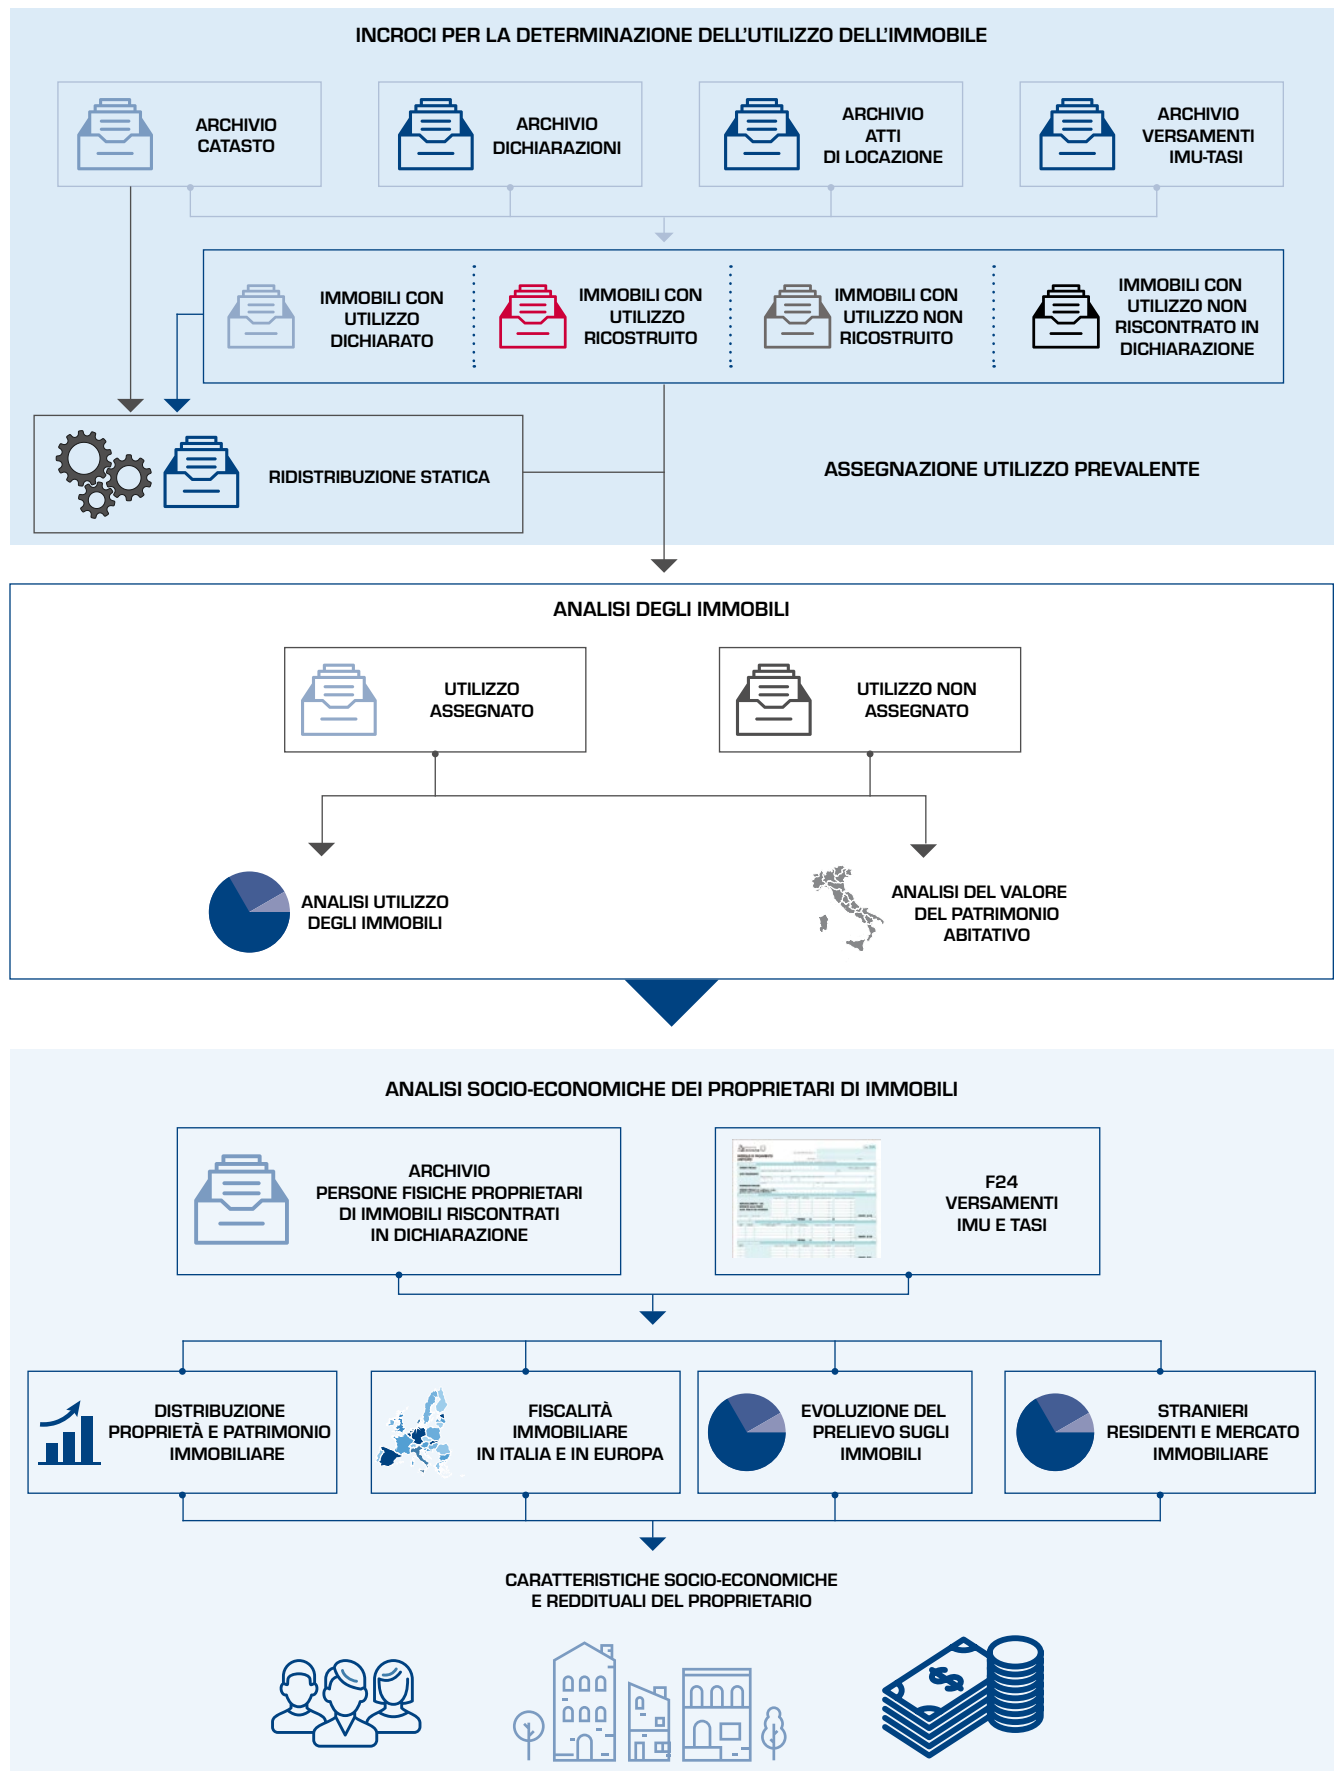 INCROCI PER LA DETERMINAZIONE DELL'UTILIZZO DELL'IMMOBILE
ARCHIVIO
CATASTO
ARCHIVIO
DICHIARAZIONI
ARCHIVIO
ATTI
DI LOCAZIONE
ARCHIVIO
VERSAMENTI
IMU-TASI
IMMOBILI CON
UTILIZZO
DICHIARATO
IMMOBILI CON
UTILIZZO
RICOSTRUITO
IMMOBILI CON
UTILIZZO NON
RICOSTRUITO
IMMOBILI CON
UTILIZZO NON
RISCONTRATO IN
DICHIARAZIONE
RIDISTRIBUZIONE STATICA
ASSEGNAZIONE UTILIZZO PREVALENTE
ANALISI DEGLI IMMOBILI
UTILIZZO
ASSEGNATO
UTILIZZO NON
ASSEGNATO
ANALISI UTILIZZO
DEGLI IMMOBILI
ANALISI DEL VALORE
DEL PATRIMONIO
ABITATIVO
ANALISI SOCIO-ECONOMICHE DEI PROPRIETARI DI IMMOBILI
ARCHIVIO
PERSONE FISICHE PROPRIETARI
DI IMMOBILI RISCONTRATI
IN DICHIARAZIONE
F24
VERSAMENTI
IMU E TASI
DISTRIBUZIONE
PROPRIETÀ E PATRIMONIO
IMMOBILIARE
FISCALITÀ
IMMOBILIARE
IN ITALIA E IN EUROPA
EVOLUZIONE DEL
PRELIEVO SUGLI
IMMOBILI
STRANIERI
RESIDENTI E MERCATO
IMMOBILIARE
CARATTERISTICHE SOCIO-ECONOMICHE
E REDDITUALI DEL PROPRIETARIO